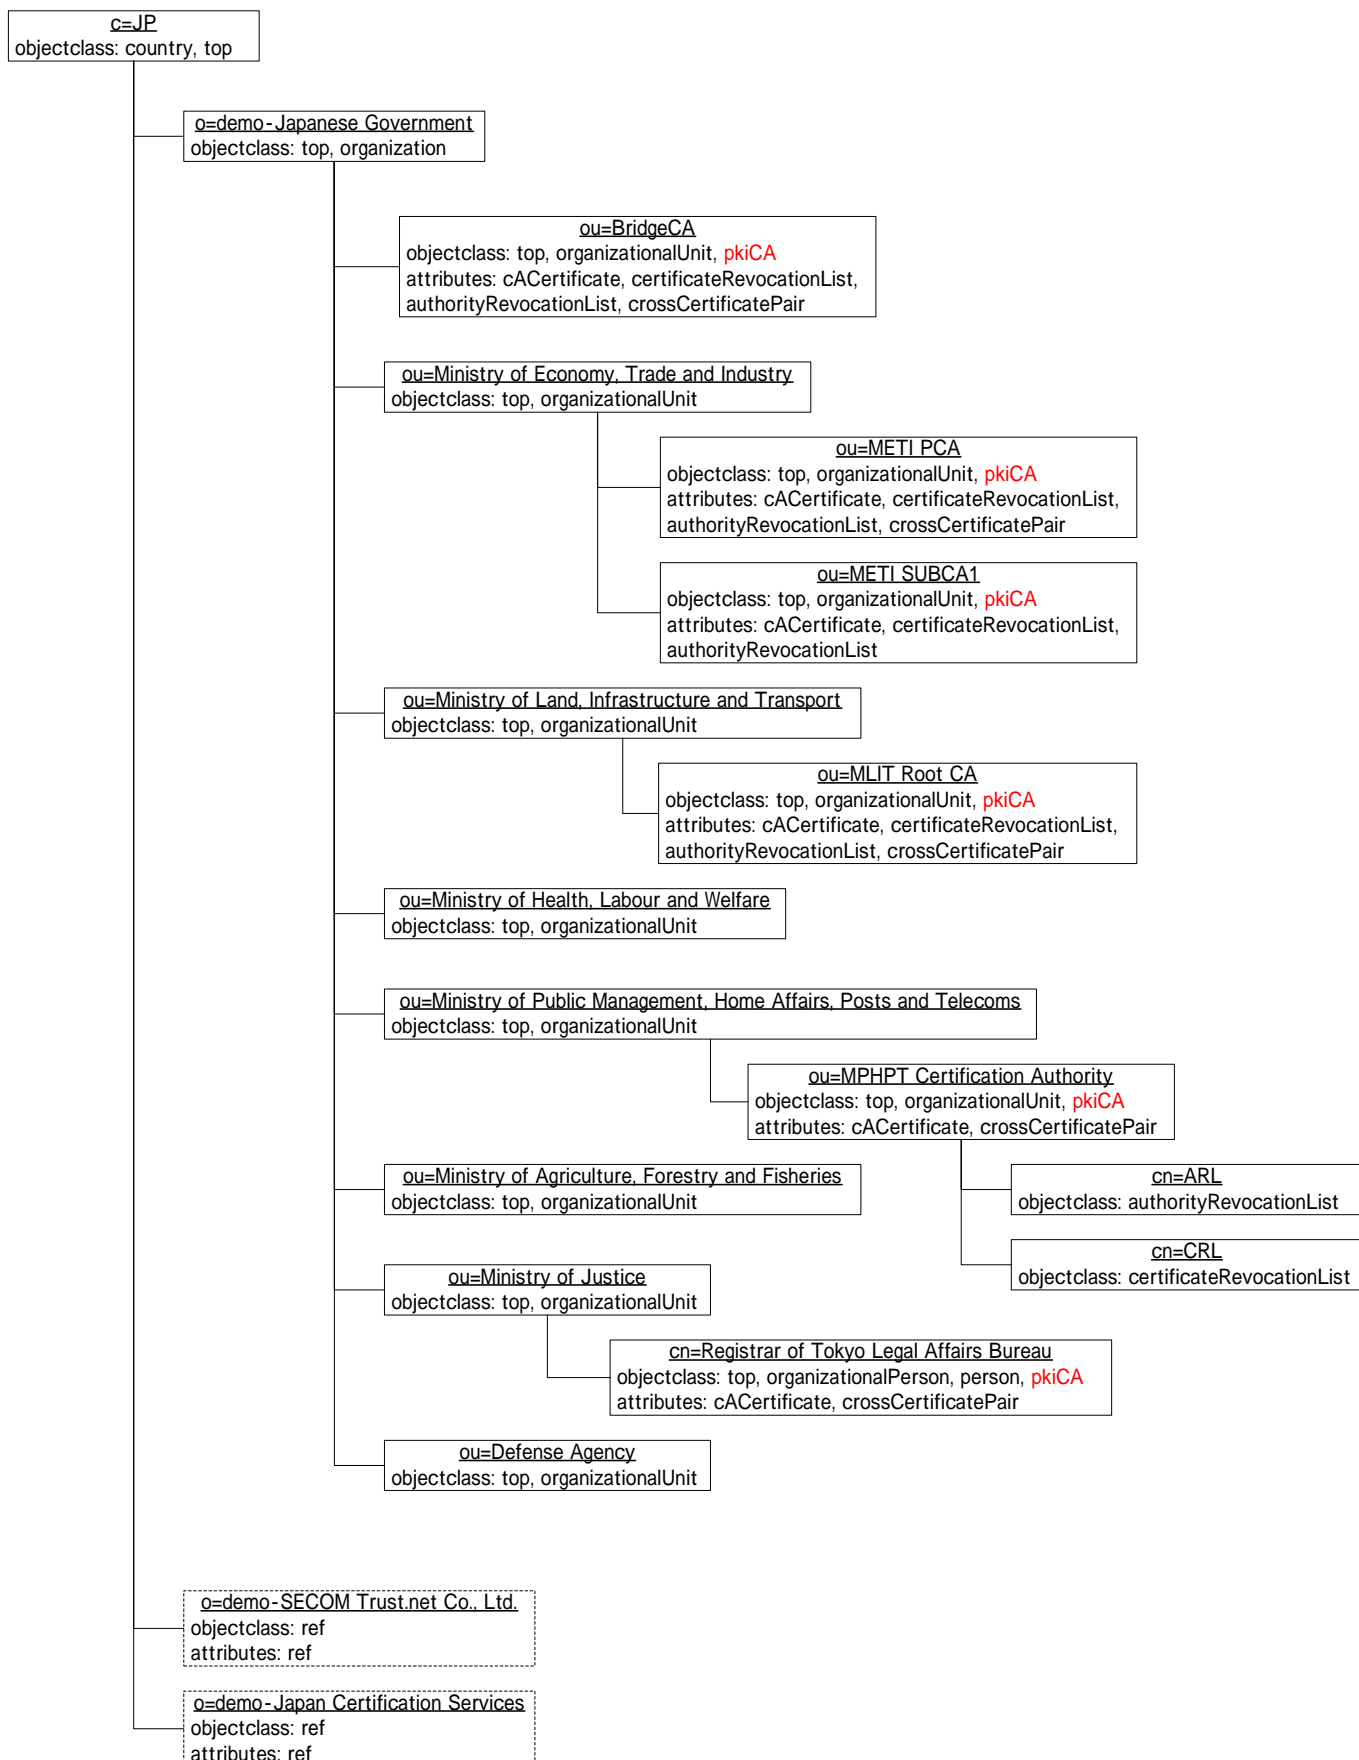 c=JP
objectclass: country, top
o=demo-Japanese Government
objectclass: top, organization
ou=BridgeCA
objectclass: top, organizationalUnit, pkiCA
attributes: cACertificate, certificateRevocationList,
authorityRevocationList, crossCertificatePair
ou=Ministry of Economy, Trade and Industry
objectclass: top, organizationalUnit
ou=METI PCA
objectclass: top, organizationalUnit, pkiCA
attributes: cACertificate, certificateRevocationList,
authorityRevocationList, crossCertificatePair
ou=METI SUBCA1
objectclass: top, organizationalUnit, pkiCA
attributes: cACertificate, certificateRevocationList,
authorityRevocationList
ou=Ministry of Land, Infrastructure and Transport
objectclass: top, organizationalUnit
ou=MLIT Root CA
objectclass: top, organizationalUnit, pkiCA
attributes: cACertificate, certificateRevocationList,
authorityRevocationList, crossCertificatePair
ou=Ministry of Health, Labour and Welfare
objectclass: top, organizationalUnit
ou=Ministry of Public Management, Home Affairs, Posts and Telecoms
objectclass: top, organizationalUnit
ou=MPHPT Certification Authority
objectclass: top, organizationalUnit, pkiCA
attributes: cACertificate, crossCertificatePair
ou=Ministry of Agriculture, Forestry and Fisheries
objectclass: top, organizationalUnit
cn=ARL
objectclass: authorityRevocationList
cn=CRL
objectclass: certificateRevocationList
ou=Ministry of Justice
objectclass: top, organizationalUnit
cn=Registrar of Tokyo Legal Affairs Bureau
objectclass: top, organizationalPerson, person, pkiCA
attributes: cACertificate, crossCertificatePair
ou=Defense Agency
objectclass: top, organizationalUnit
o=demo-SECOM Trust.net Co., Ltd.
objectclass: ref
attributes: ref
o=demo-Japan Certification Services
objectclass: ref
attributes: ref